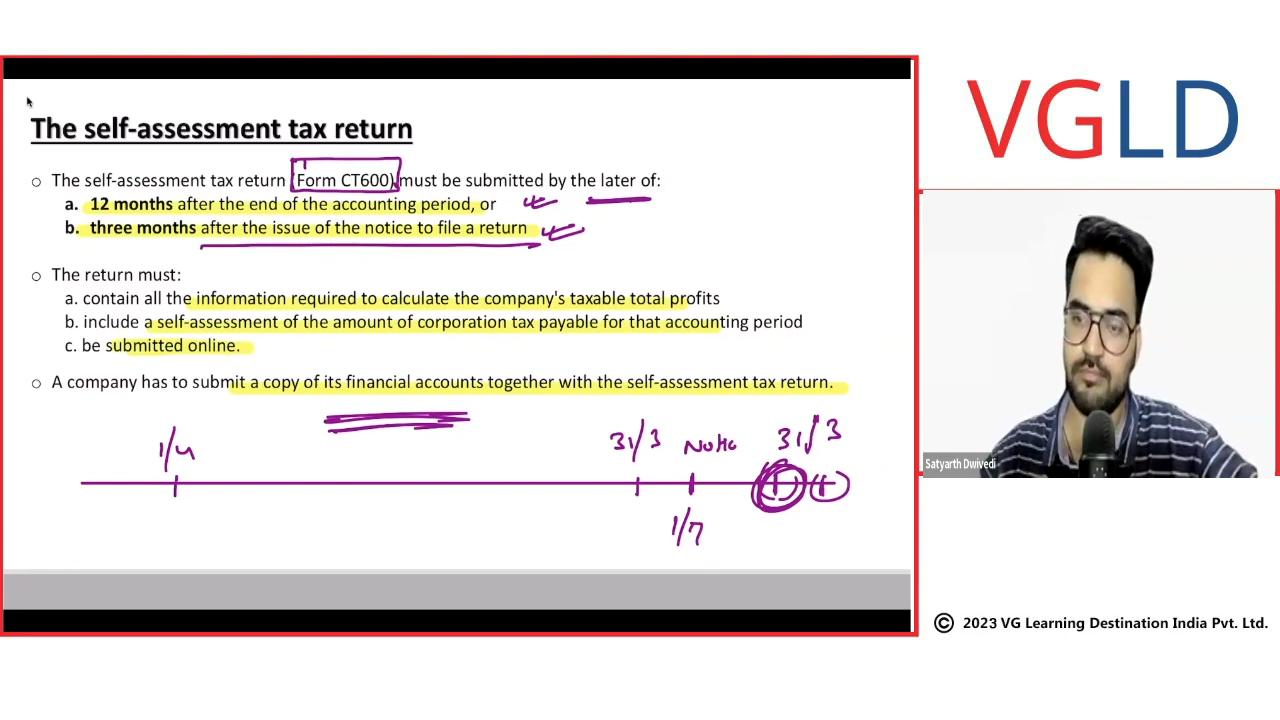 The self-assessment tax return
o The self-assessment tax return (Form CT600) must be submitted by the later of:
a. 12 months after the end of the accounting period, or
b. three months after the issue of the notice to file a return
o The return must:
a. contain all the information required to calculate the company's taxable total profits
b. include a self-assessment of the amount of corporation tax payable for that accounting period
c. be submitted online.
o A company has to submit a copy of its financial accounts together with the self-assessment tax return.
1/4 31/3 Notic 31/3
1/7
VGLD
Satyarth Dwivedi
© 2023 VG Learning Destination India Pvt. Ltd.